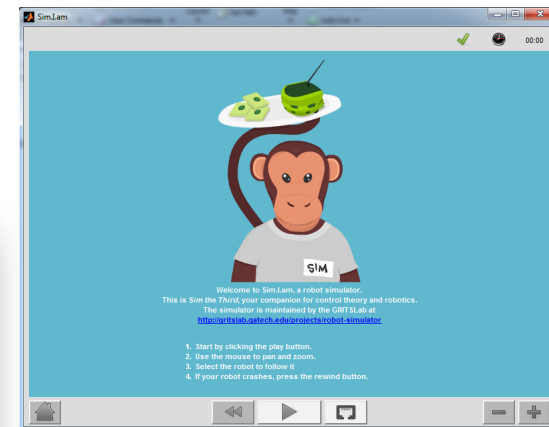 Sim.I.am
00:00
SIM
Welcome to Sim.I.am, a robot simulator.
This is Sim the Third, your companion for control theory and robotics.
The simulator is maintained by the GRITSLab at
http://gritslab.gatech.edu/projects/robot-simulator
1. Start by clicking the play button.
2. Use the mouse to pan and zoom.
3. Select the robot to follow it
4. If your robot crashes, press the rewind button.